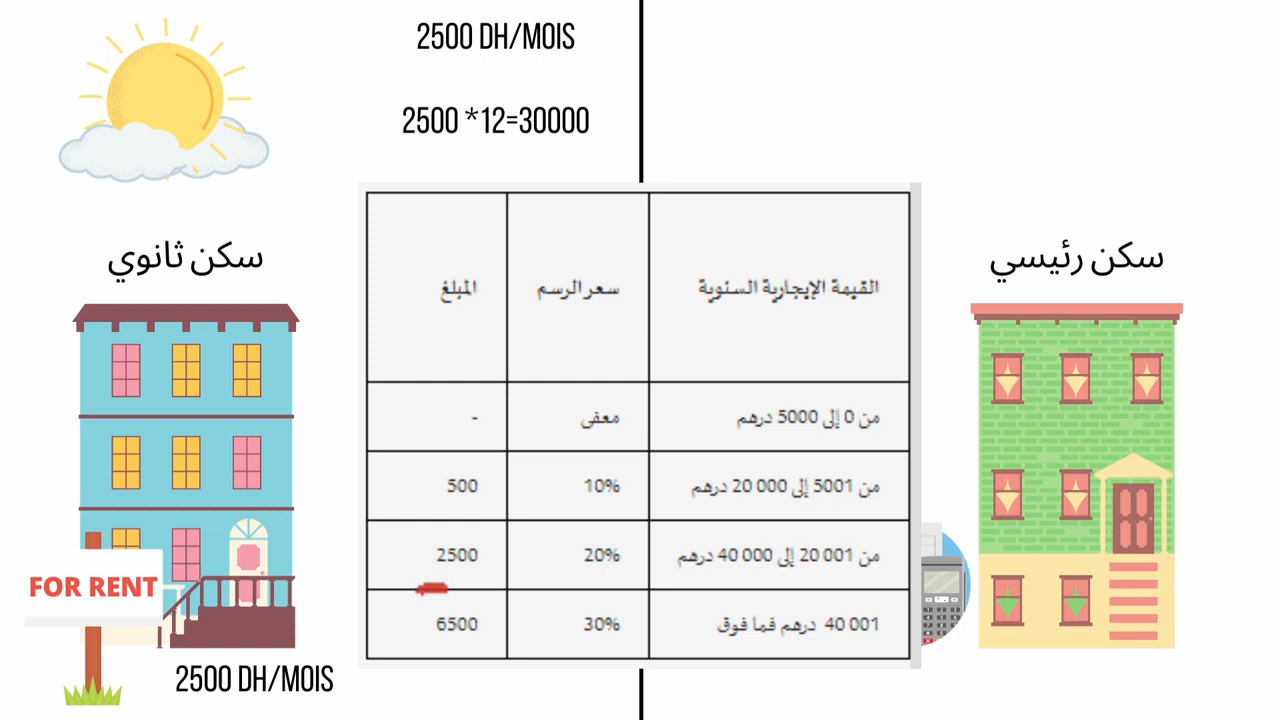 2500 DH/MOIS
2500 *12=30000
سكن رئيسي
سكن ثانوي
القيمة الإيجارية السنوية	سعر الرسم	المبلغ
من 0 إلى 5000 درهم	معفى	-
من 5001 إلى 20 000 درهم	10%	500
من 20 001 إلى 40 000 درهم	20%	2500
40 001 درهم فما فوق	30%	6500
FOR RENT
2500 DH/MOIS